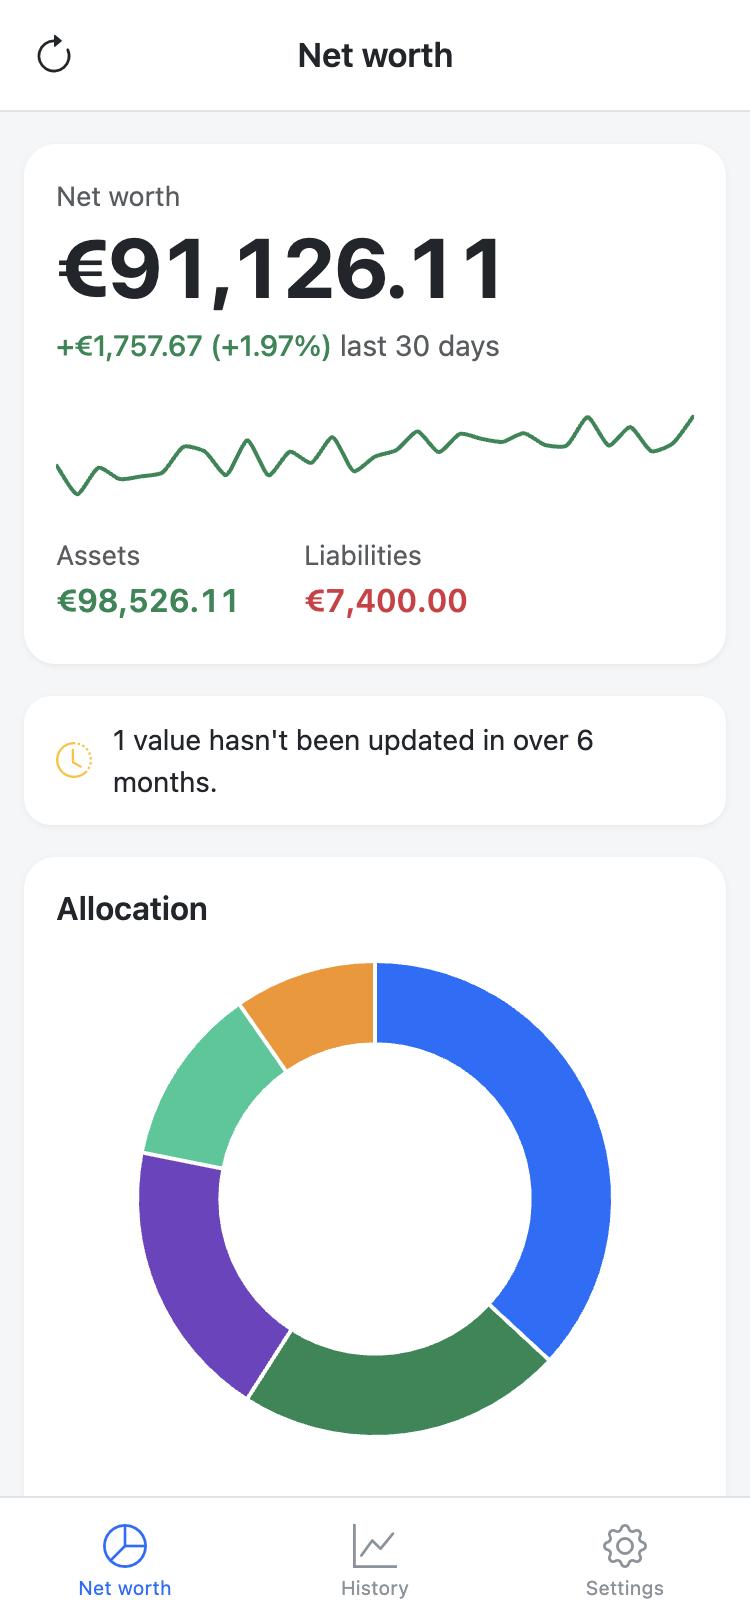 Net worth
Net worth
€91,126.11
+€1,757.67 (+1.97%) last 30 days
Assets
Liabilities
€98,526.11
€7,400.00
1 value hasn't been updated in over 6
months.
Allocation
Net worth
History
Settings